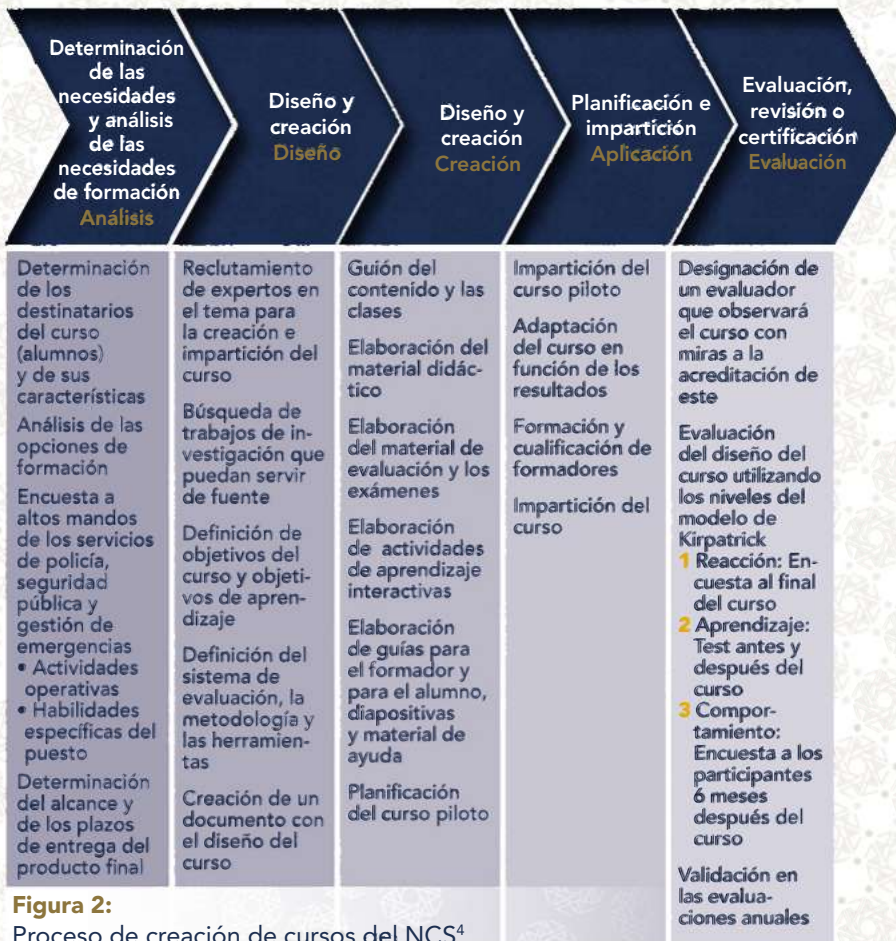 Determinación
de las
necesidades
y análisis
de las
necesidades
de formación
Análisis
Diseño y
creación
Diseño
Diseño y
creación
Creación
Planificación e
impartición
Aplicación
Evaluación,
revisión o
certificación
Evaluación
Determinación
de los
destinatarios
del curso
(alumnos)
y de sus
características
Análisis de las
opciones de
formación
Encuesta a
altos mandos
de los servicios
de policía,
seguridad
pública y
gestión de
emergencias
• Actividades
operativas
• Habilidades
específicas del
puesto
Determinación
del alcance y
de los plazos
de entrega del
producto final
Reclutamiento
de expertos en
el tema para
la creación e
impartición del
curso
Búsqueda de
trabajos de in-
vestigación que
puedan servir
de fuente
Definición de
objetivos del
curso y objeti-
vos de apren-
dizaje
Definición del
sistema de
evaluación, la
metodología y
las herramien-
tas
Creación de un
documento con
el diseño del
curso
Guión del
contenido y las
clases
Elaboración del
material didác-
tico
Elaboración
del material de
evaluación y los
exámenes
Elaboración
de actividades
de aprendizaje
interactivas
Elaboración
de guías para
el formador y
para el alumno,
diapositivas
y material de
ayuda
Planificación
del curso piloto
Impartición del
curso piloto
Adaptación
del curso en
función de los
resultados
Formación y
cualificación de
formadores
Impartición del
curso
Designación de
un evaluador
que observará
el curso con
miras a la
acreditación de
este
Evaluación
del diseño del
curso utilizando
los niveles del
modelo de
Kirpatrick
1 Reacción: En-
cuesta al final
del curso
2 Aprendizaje:
Test antes y
después del
curso
3 Compor-
tamiento:
Encuesta a los
participantes
6 meses
después del
curso
Validación en
las evalua-
ciones anuales
Figura 2:
Proceso de creación de cursos del NCS4